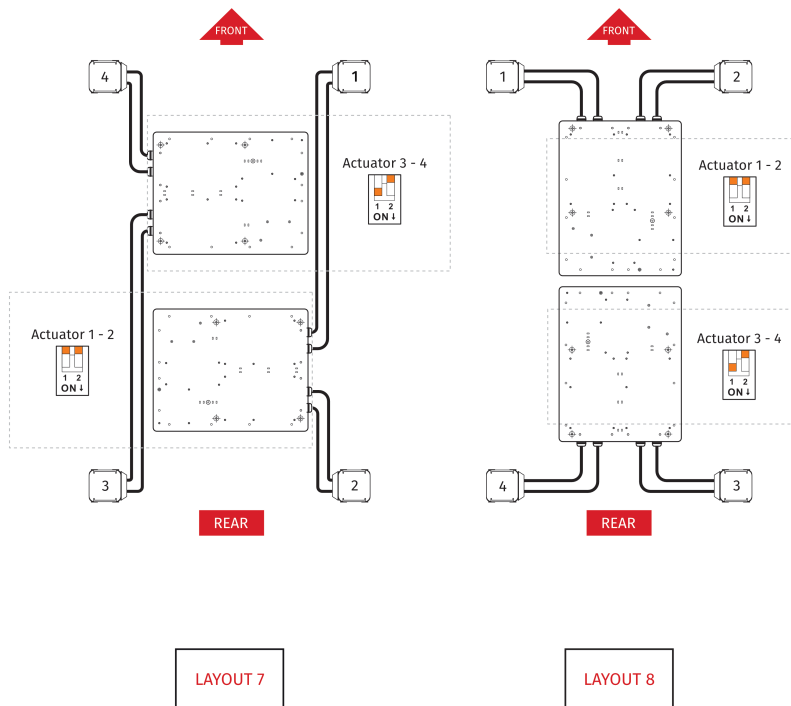 FRONT
4
1
Actuator 3 - 4
1 2
ON ↓
Actuator 1 - 2
1 2
ON ↓
3
2
REAR
LAYOUT 7
FRONT
1
2
Actuator 1 - 2
1 2
ON ↓
Actuator 3 - 4
1 2
ON ↓
4
3
REAR
LAYOUT 8